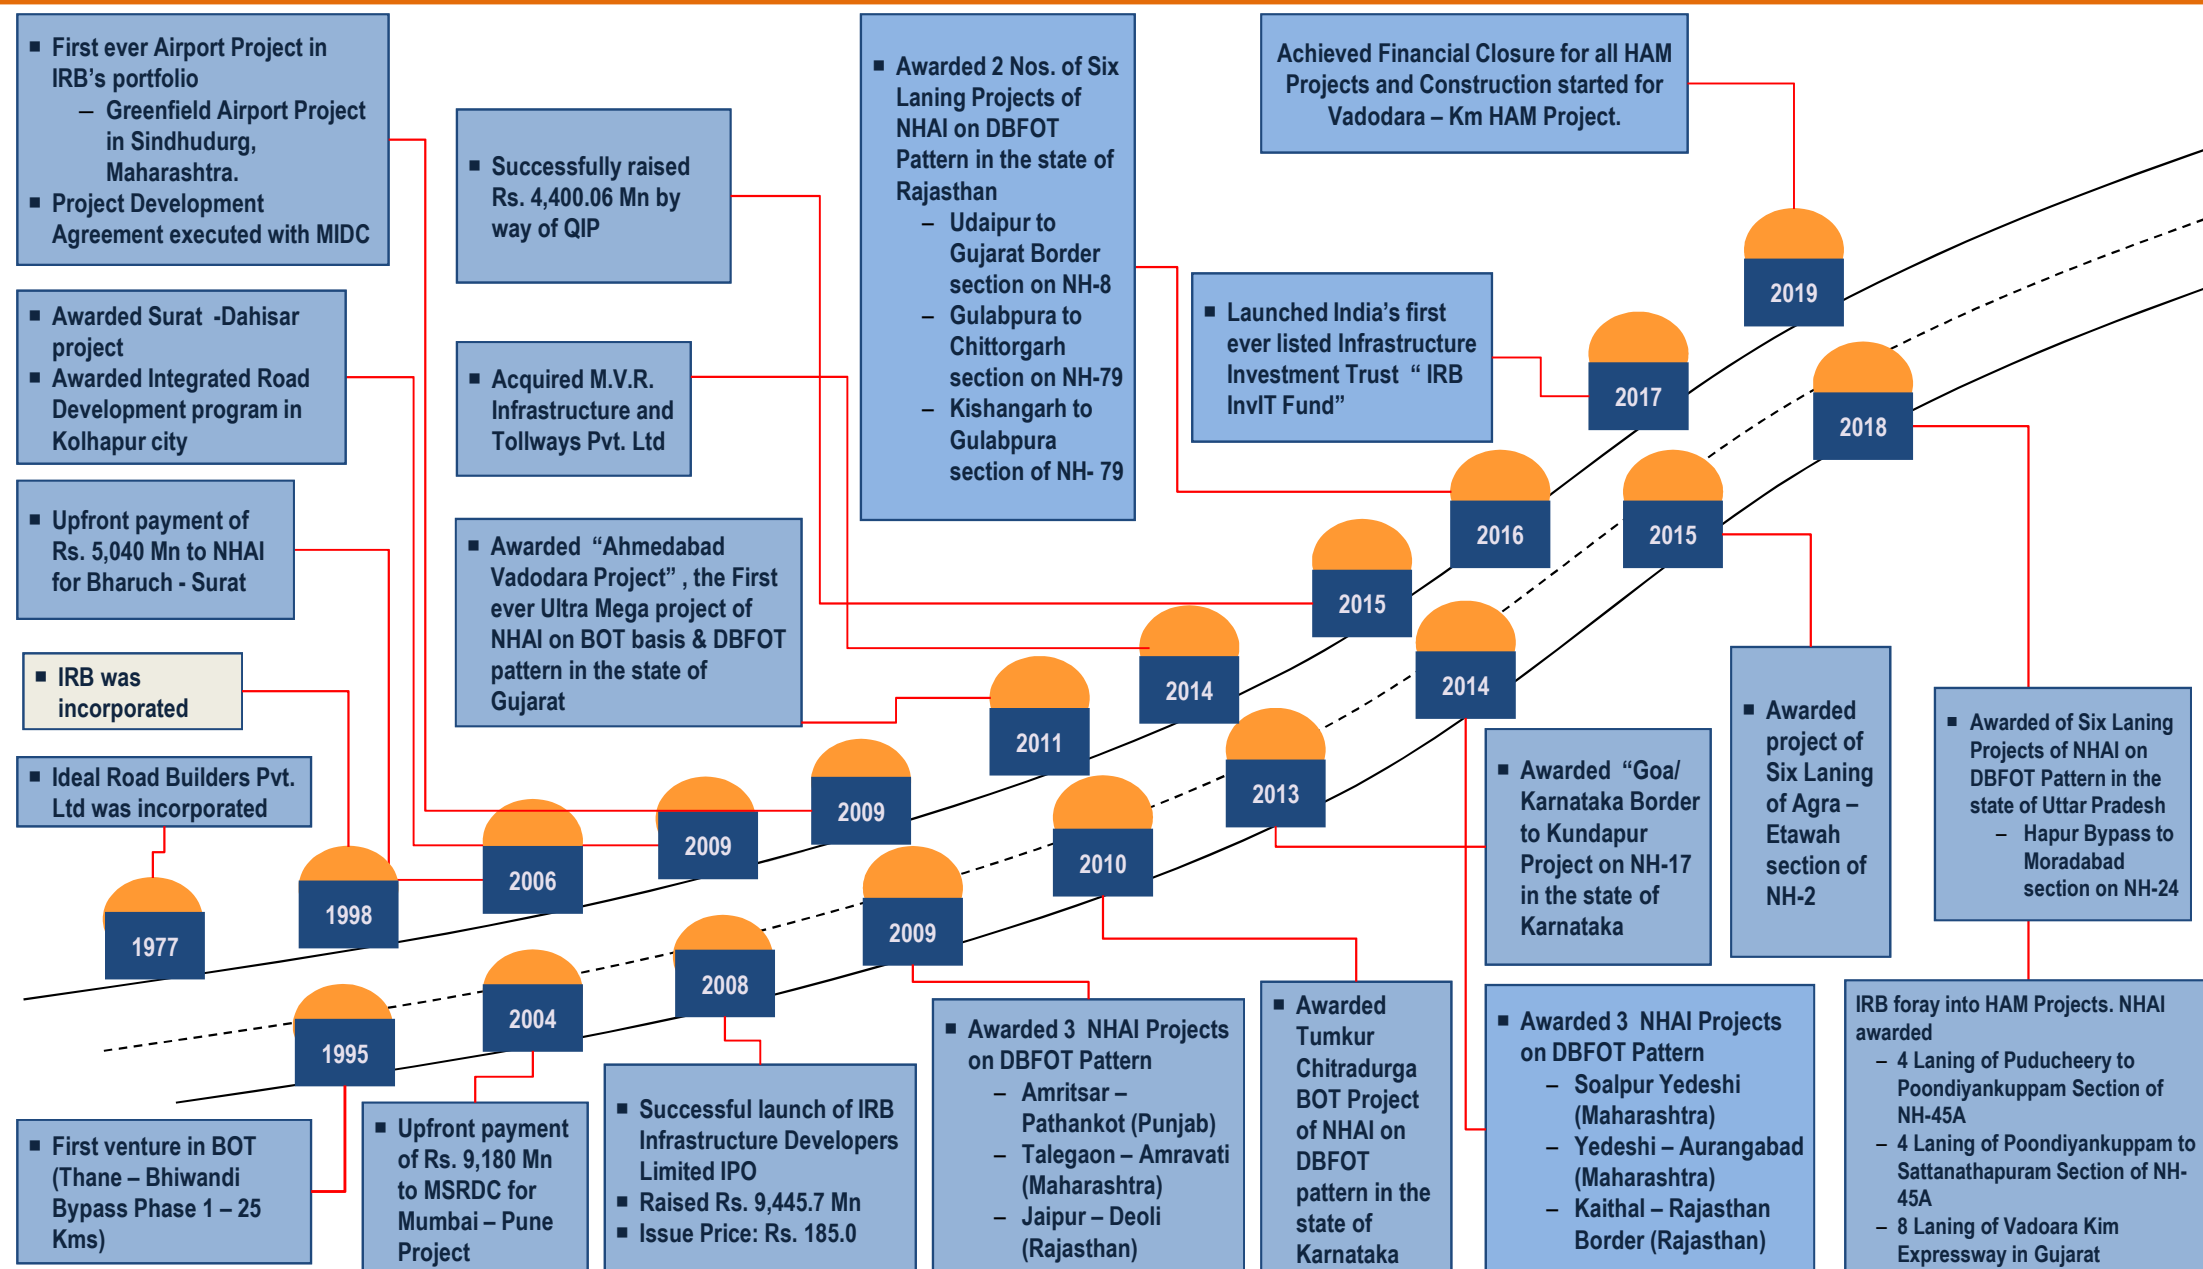 First ever Airport Project in
IRB's portfolio
– Greenfield Airport Project
in Sindhudurg,
Maharashtra.
Project Development
Agreement executed with MIDC
Awarded Surat -Dahisar
project
Awarded Integrated Road
Development program in
Kolhapur city
Upfront payment of
Rs. 5,040 Mn to NHAI
for Bharuch - Surat
IRB was
incorporated
Ideal Road Builders Pvt.
Ltd was incorporated
Successfully raised
Rs. 4,400.06 Mn by
way of QIP
Acquired M.V.R.
Infrastructure and
Tollways Pvt. Ltd
Awarded “Ahmedabad
Vadodara Project” , the First
ever Ultra Mega project of
NHAI on BOT basis & DBFOT
pattern in the state of
Gujarat
Awarded 2 Nos. of Six
Laning Projects of
NHAI on DBFOT
Pattern in the state of
Rajasthan
– Udaipur to
Gujarat Border
section on NH-8
– Gulabpura to
Chittorgarh
section on NH-79
– Kishangarh to
Gulabpura
section of NH- 79
Launched India’s first
ever listed Infrastructure
Investment Trust “ IRB
InvIT Fund”
Achieved Financial Closure for all HAM
Projects and Construction started for
Vadodara – Km HAM Project.
1977
1998
2006
2009
2009
2011
2014
2015
2016
2017
2019
1995
2004
2008
2009
2010
2013
2014
2015
2018
First venture in BOT
(Thane – Bhiwandi
Bypass Phase 1 – 25
Kms)
Upfront payment
of Rs. 9,180 Mn
to MSRDC for
Mumbai – Pune
Project
Successful launch of IRB
Infrastructure Developers
Limited IPO
Raised Rs. 9,445.7 Mn
Issue Price: Rs. 185.0
Awarded 3 NHAI Projects
on DBFOT Pattern
– Amritsar –
Pathankot (Punjab)
– Talegaon – Amravati
(Maharashtra)
– Jaipur – Deoli
(Rajasthan)
Awarded
Tumkur
Chitradurga
BOT Project
of NHAI on
DBFOT
pattern in the
state of
Karnataka
Awarded “Goa/
Karnataka Border
to Kundapur
Project on NH-17
in the state of
Karnataka
Awarded 3 NHAI Projects
on DBFOT Pattern
– Soalpur Yedeshi
(Maharashtra)
– Yedeshi – Aurangabad
(Maharashtra)
– Kaithal – Rajasthan
Border (Rajasthan)
Awarded
project of
Six Laning
of Agra –
Etawah
section of
NH-2
Awarded of Six Laning
Projects of NHAI on
DBFOT Pattern in the
state of Uttar Pradesh
– Hapur Bypass to
Moradabad
section on NH-24
IRB foray into HAM Projects. NHAI
awarded
– 4 Laning of Puducheery to
Poondiyankuppam Section of
NH-45A
– 4 Laning of Poondiyankuppam to
Sattanathapuram Section of NH-
45A
– 8 Laning of Vadoara Kim
Expressway in Gujarat